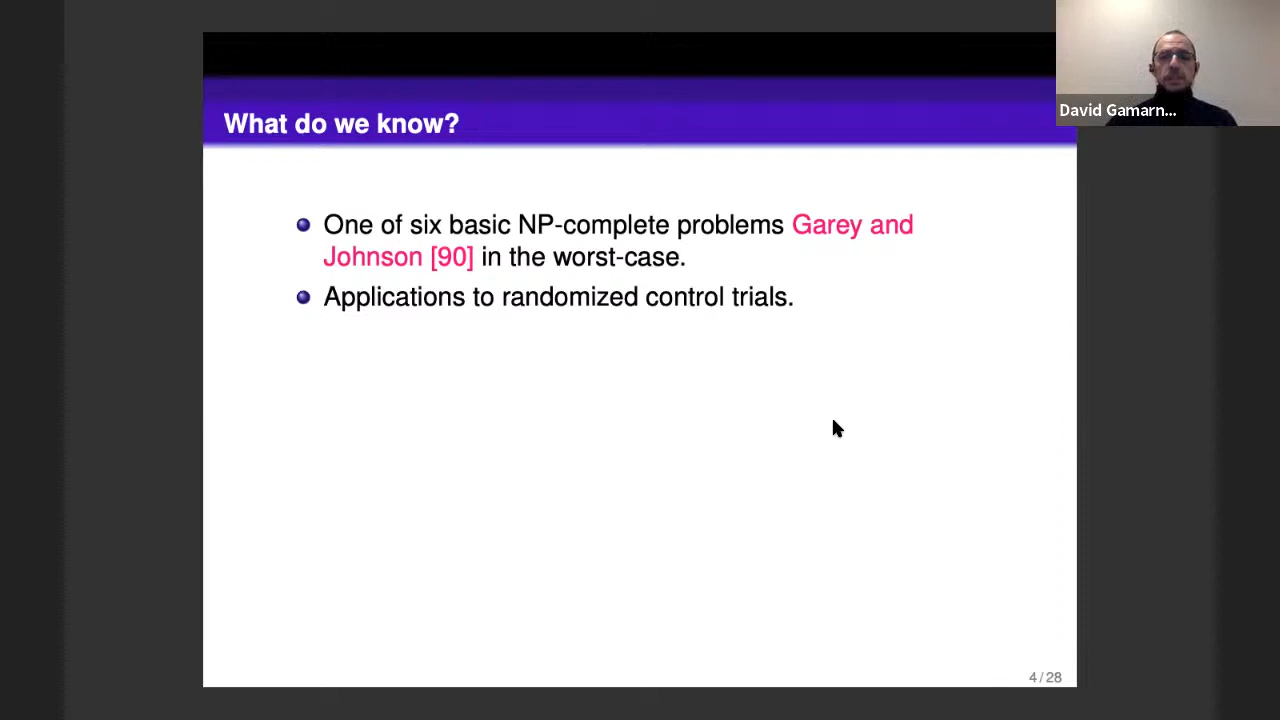 What do we know?
One of six basic NP-complete problems Garey and
Johnson [90] in the worst-case.
Applications to randomized control trials.
4 / 28
David Gamarn...